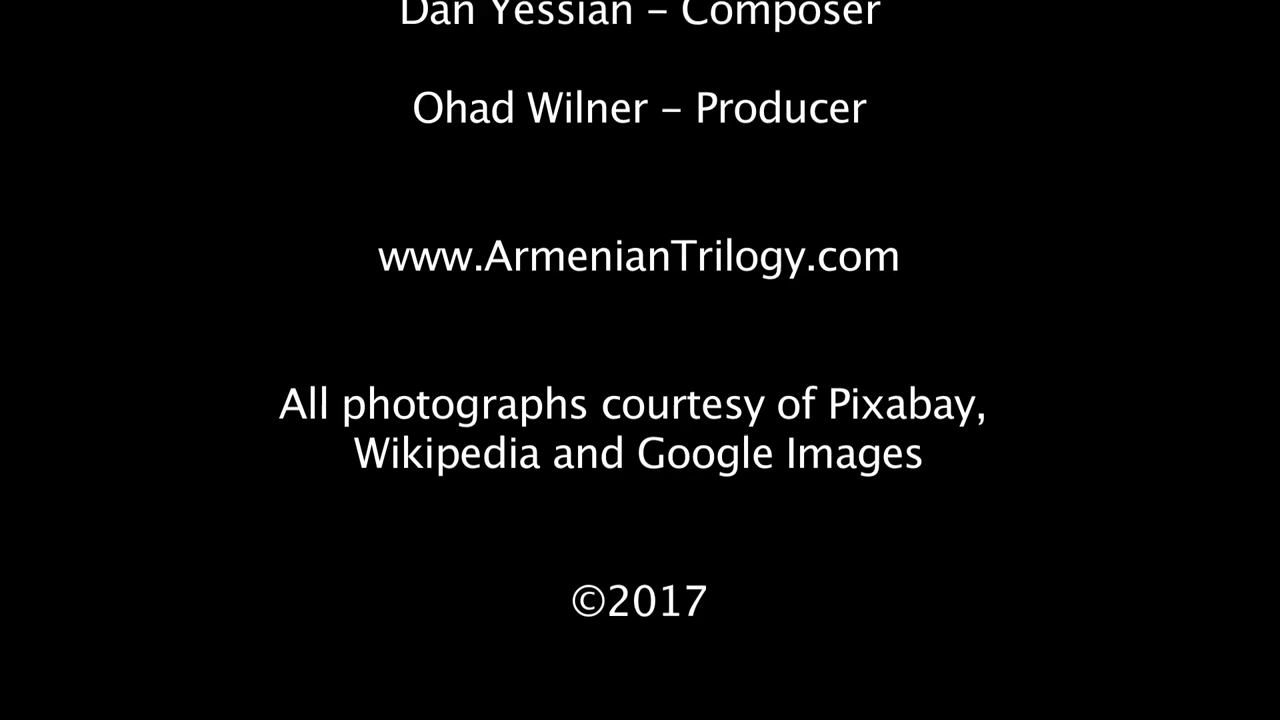 Dan Yessian – Composer
Ohad Wilner – Producer
www.ArmenianTrilogy.com
All photographs courtesy of Pixabay,
Wikipedia and Google Images
©2017